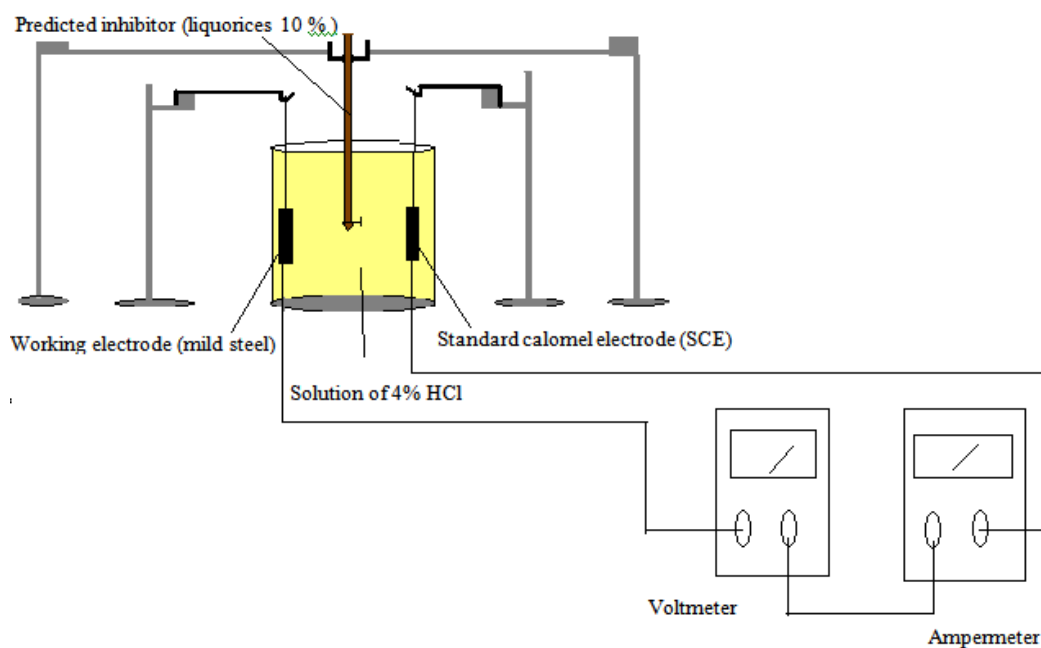 Predicted inhibitor (liquorices 10 % )
Working electrode (mild steel)
Standard calomel electrode (SCE)
Solution of 4% HCl
Voltmeter
Ampermeter